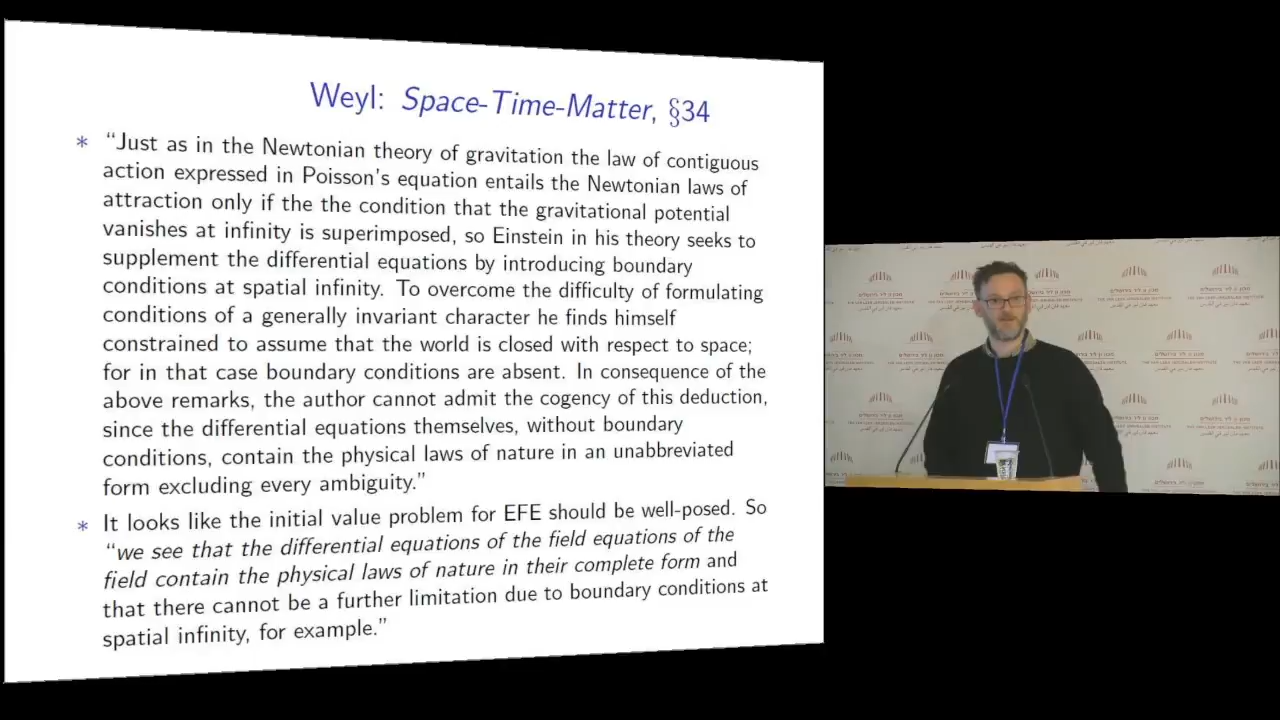 Weyl: Space-Time-Matter, §34
* “Just as in the Newtonian theory of gravitation the law of contiguous
action expressed in Poisson's equation entails the Newtonian laws of
attraction only if the the condition that the gravitational potential
vanishes at infinity is superimposed, so Einstein in his theory seeks to
supplement the differential equations by introducing boundary
conditions at spatial infinity. To overcome the difficulty of formulating
conditions of a generally invariant character he finds himself
constrained to assume that the world is closed with respect to space;
for in that case boundary conditions are absent. In consequence of the
above remarks, the author cannot admit the cogency of this deduction,
since the differential equations themselves, without boundary
conditions, contain the physical laws of nature in an unabbreviated
form excluding every ambiguity.”
* It looks like the initial value problem for EFE should be well-posed. So
“we see that the differential equations of the field equations of the
field contain the physical laws of nature in their complete form and
that there cannot be a further limitation due to boundary conditions at
spatial infinity, for example.”
THE VAN LEER JERUSALEM INSTITUTE